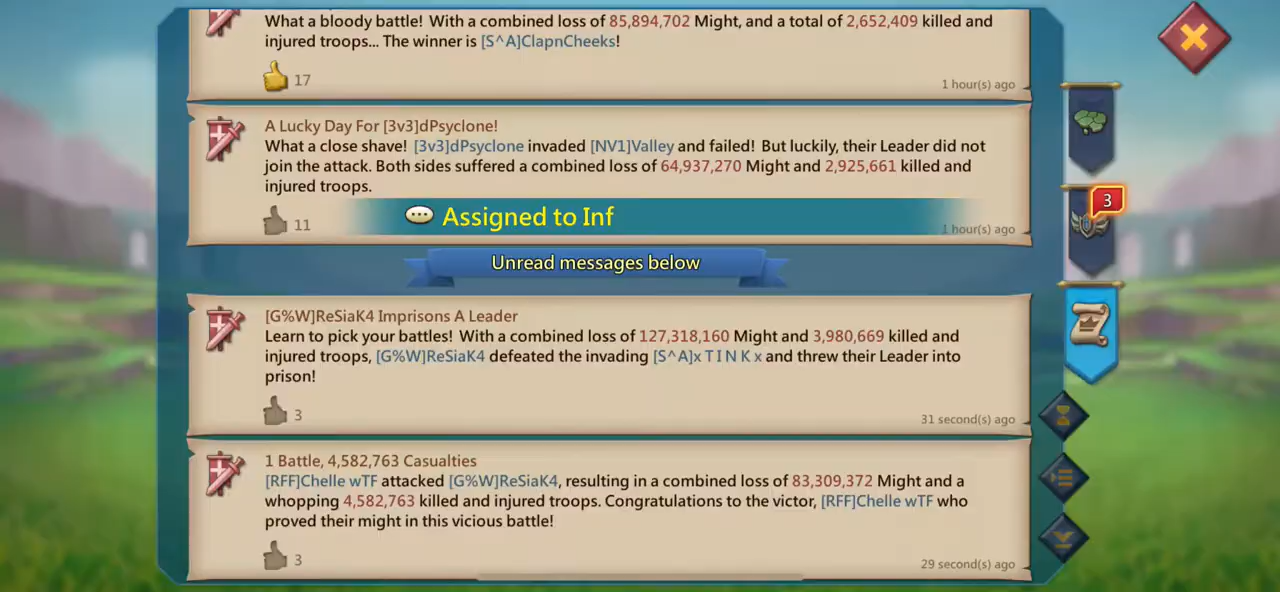 What a bloody battle! With a combined loss of 85,894,702 Might, and a total of 2,652,409 killed and
injured troops... The winner is [S^A]ClapnCheeks!
17
1 hour(s) ago
A Lucky Day For [3v3]dPsyclone!
What a close shave! [3v3]dPsyclone invaded [NV1]Valley and failed! But luckily, their Leader did not
join the attack. Both sides suffered a combined loss of 64,937,270 Might and 2,925,661 killed and
injured troops.
Assigned to Inf
11
1 hour(s) ago
3
Unread messages below
[G%W]ReSiaK4 Imprisons A Leader
Learn to pick your battles! With a combined loss of 127,318,160 Might and 3,980,669 killed and
injured troops, [G%W]ReSiaK4 defeated the invading [S^A]x T I N K x and threw their Leader into
prison!
3
31 second(s) ago
1 Battle, 4,582,763 Casualties
[RFF]Chelle wTF attacked [G%W]ReSiaK4, resulting in a combined loss of 83,309,372 Might and a
whopping 4,582,763 killed and injured troops. Congratulations to the victor, [RFF]Chelle wTF who
proved their might in this vicious battle!
3
29 second(s) ago